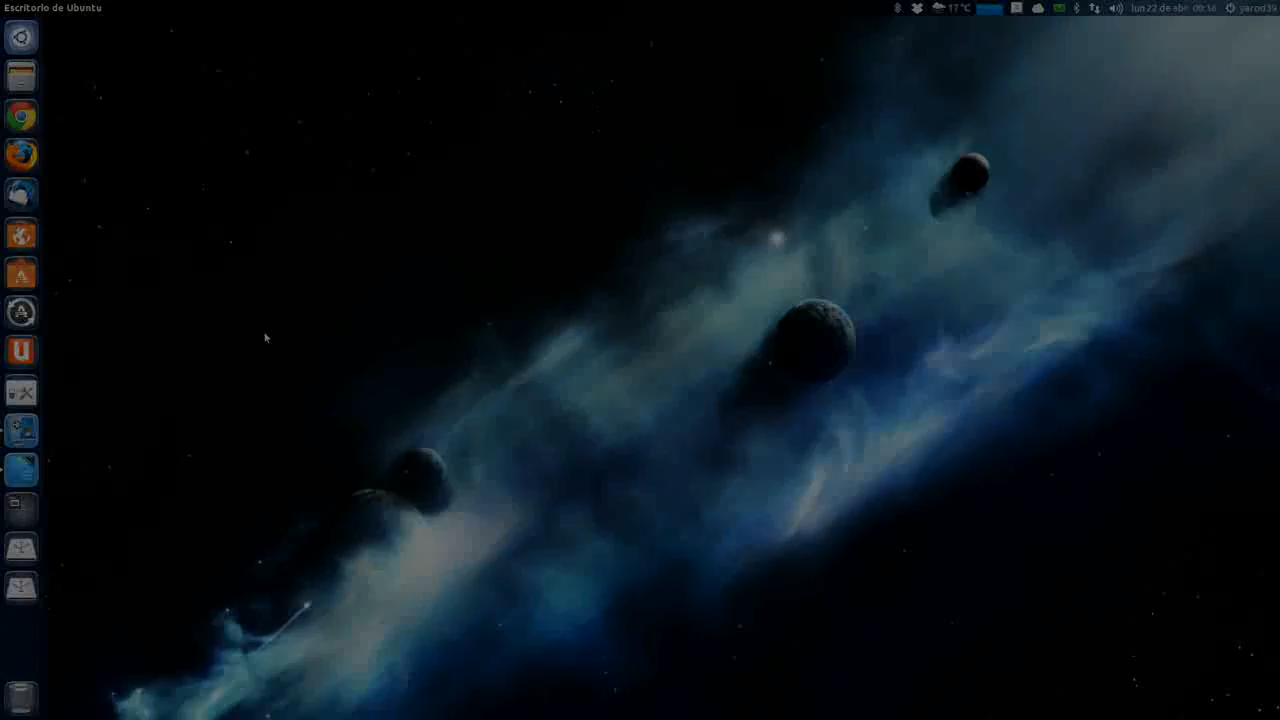 Escritorio de Ubuntu
17 °C lun 22 de abr 00:16 yarod39